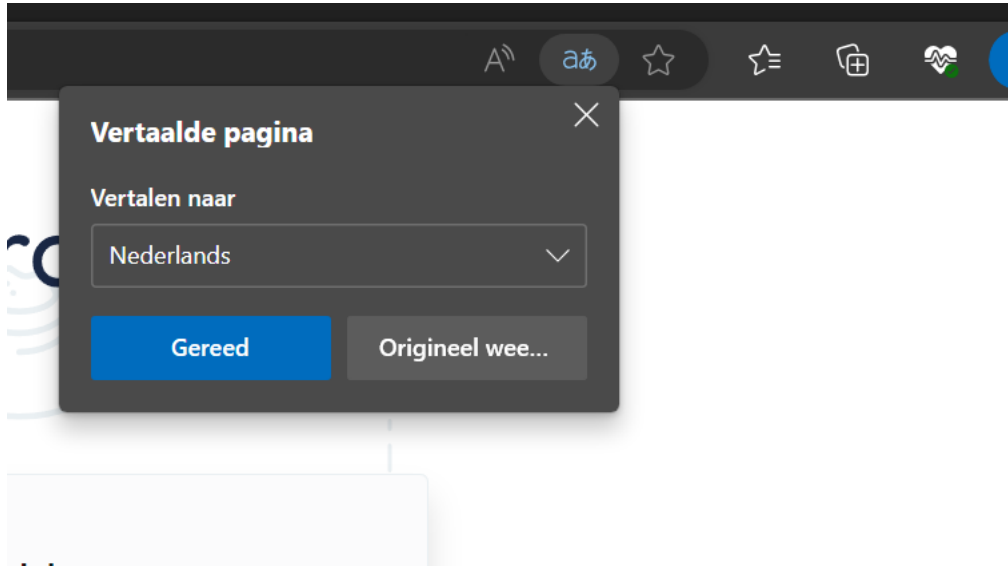 Vertaalde pagina
Vertalen naar
Nederlands
Gereed
Origineel wee...